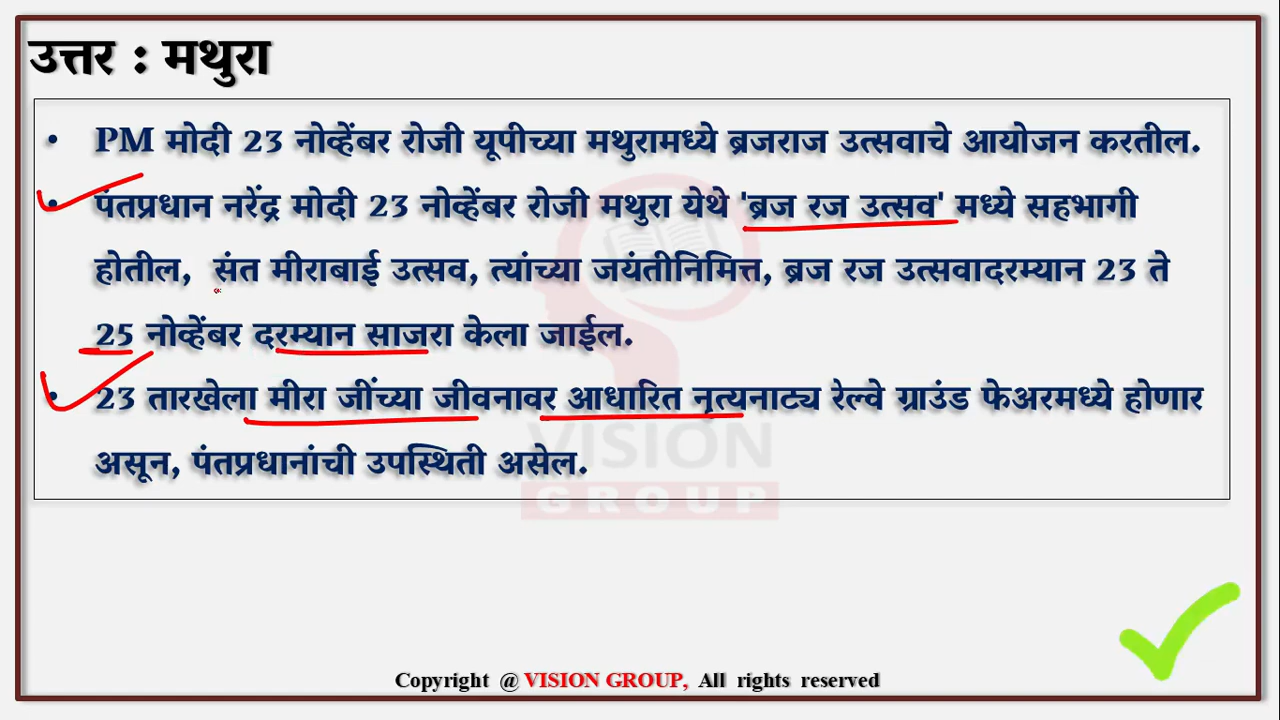 उत्तर : मथुरा
• PM मोदी 23 नोव्हेंबर रोजी यूपीच्या मथुरामध्ये ब्रजराज उत्सवाचे आयोजन करतील.
• पंतप्रधान नरेंद्र मोदी 23 नोव्हेंबर रोजी मथुरा येथे 'ब्रज रज उत्सव' मध्ये सहभागी
होतील, संत मीराबाई उत्सव, त्यांच्या जयंतीनिमित्त, ब्रज रज उत्सवादरम्यान 23 ते
25 नोव्हेंबर दरम्यान साजरा केला जाईल.
• 23 तारखेला मीरा जींच्या जीवनावर आधारित नृत्यनाट्य रेल्वे ग्राउंड फेअरमध्ये होणार
असून, पंतप्रधानांची उपस्थिती असेल.
VISION
GROUP
Copyright @ VISION GROUP, All rights reserved